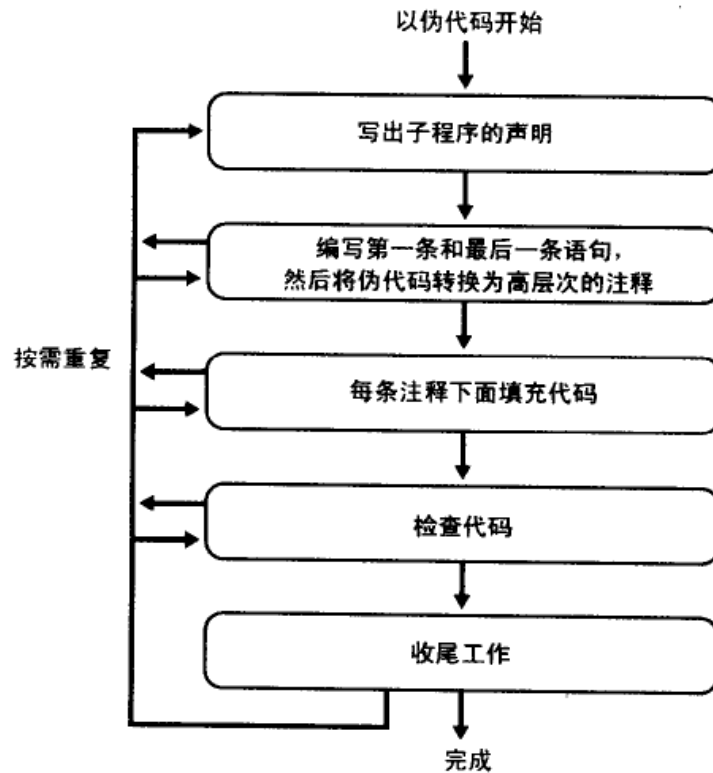 以伪代码开始
写出子程序的声明
编写第一条和最后一条语句，
然后将伪代码转换为高层次的注释
按需重复
每条注释下面填充代码
检查代码
收尾工作
完成